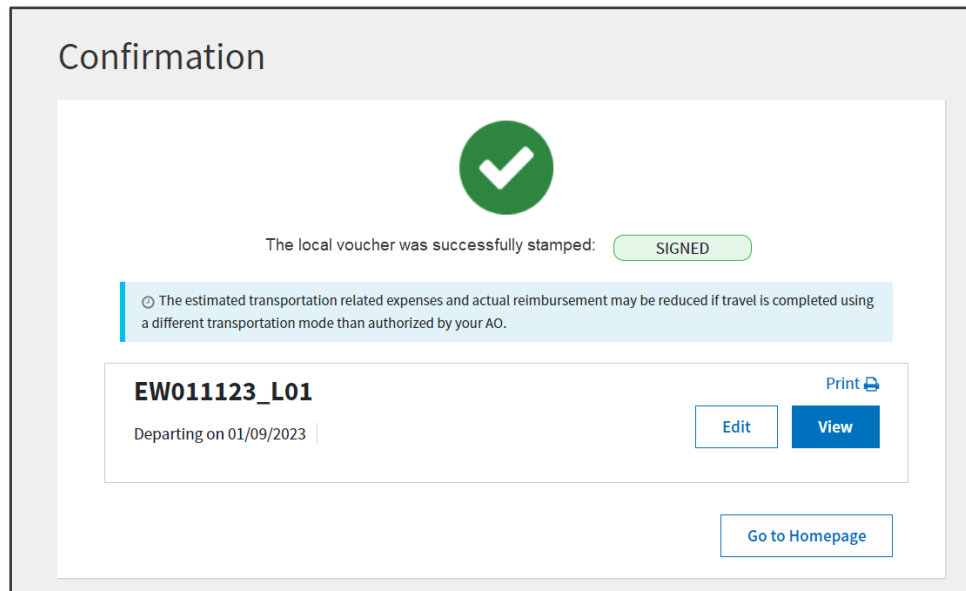 Confirmation
The local voucher was successfully stamped: SIGNED
The estimated transportation related expenses and actual reimbursement may be reduced if travel is completed using
a different transportation mode than authorized by your AO.
Print
EW011123_L01
Edit View
Departing on 01/09/2023
Go to Homepage